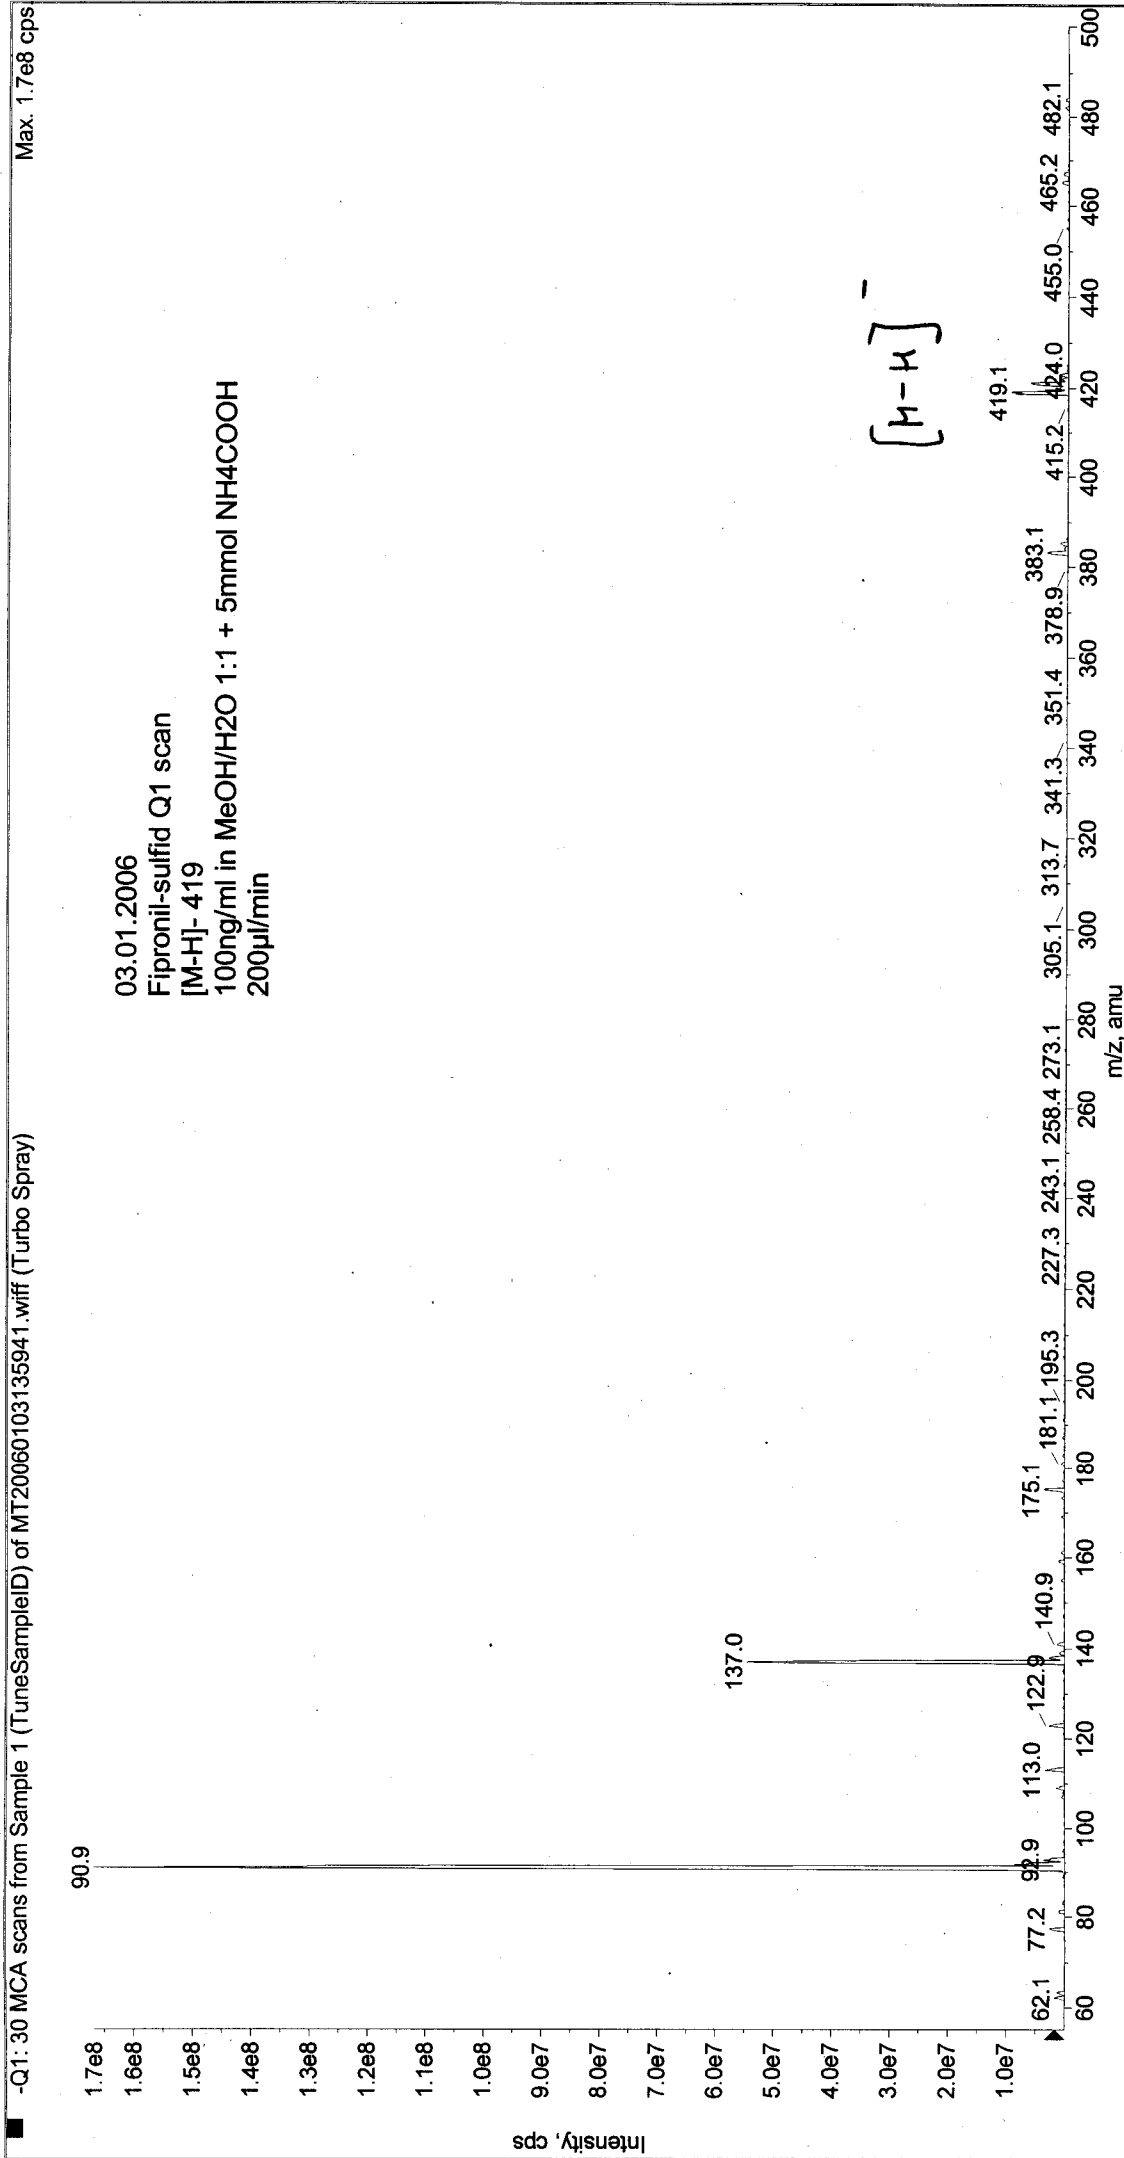 -Q1: 30 MCA scans from Sample 1 (TuneSampleID) of MT20060103135941.wiff (Turbo Spray)
Max. 1.7e8 cps.
03.01.2006
Fipronil-sulfid Q1 scan
[M-H]- 419
100ng/ml in MeOH/H2O 1:1 + 5mmol NH4COOH
200µl/min
[M-H]⁻
Intensity, cps
1.7e8
1.6e8
1.5e8
1.4e8
1.3e8
1.2e8
1.1e8
1.0e8
9.0e7
8.0e7
7.0e7
6.0e7
5.0e7
4.0e7
3.0e7
2.0e7
1.0e7
62.1
77.2
90.9
92.9
113.0
122.9
137.0
140.9
175.1
181.1
195.3
227.3
243.1
258.4
273.1
305.1
313.7
341.3
351.4
378.9
383.1
415.2
419.1
424.0
455.0
465.2
482.1
60 80 100 120 140 160 180 200 220 240 260 280 300 320 340 360 380 400 420 440 460 480 500
m/z, amu